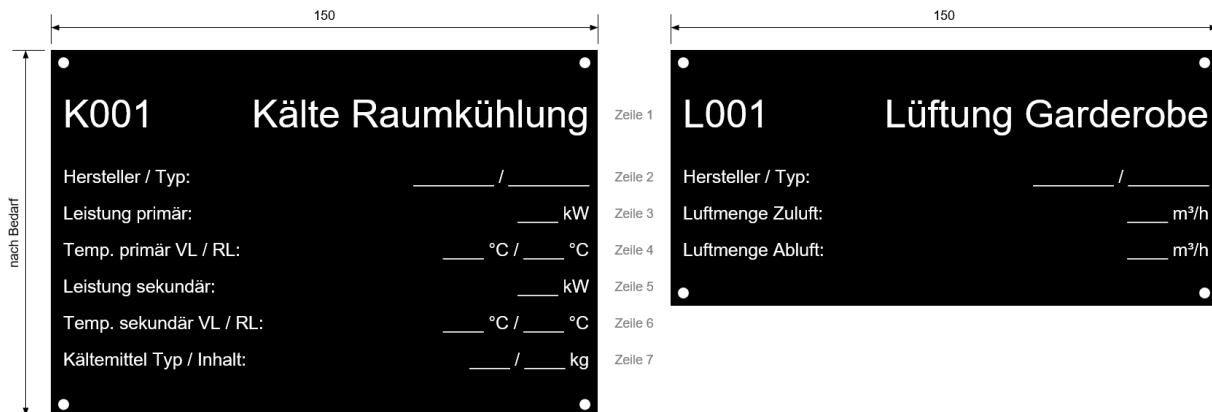 150
150
nach Bedarf
K001 Kälte Raumkühlung
Hersteller / Typ: ________ / ________
Leistung primär: ____ kW
Temp. primär VL / RL: ____ °C / ____ °C
Leistung sekundär: ____ kW
Temp. sekundär VL / RL: ____ °C / ____ °C
Kältemittel Typ / Inhalt: ____ / ____ kg
Zeile 1
Zeile 2
Zeile 3
Zeile 4
Zeile 5
Zeile 6
Zeile 7
L001 Lüftung Garderobe
Hersteller / Typ: ________ / ________
Luftmenge Zuluft: ____ m³/h
Luftmenge Abluft: ____ m³/h